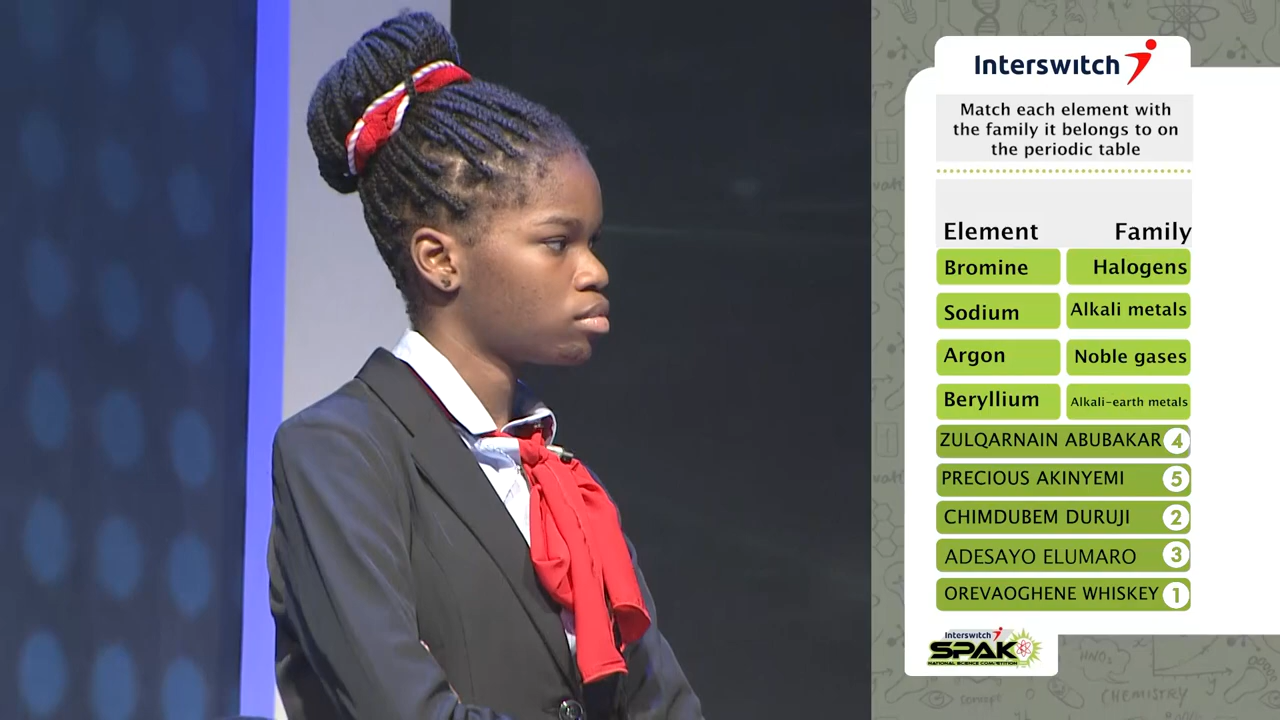 Interswitch
Match each element with
the family it belongs to on
the periodic table
Element Family
Bromine Halogens
Sodium Alkali metals
Argon Noble gases
Beryllium Alkali-earth metals
ZULQARNAIN ABUBAKAR 4
PRECIOUS AKINYEMI 5
CHIMDUBEM DURUJI 2
ADESAYO ELUMARO 3
OREVAOGHENE WHISKEY 1
Interswitch
SPAK
NATIONAL SCIENCE COMPETITION
HNO₃
CHEMISTRY